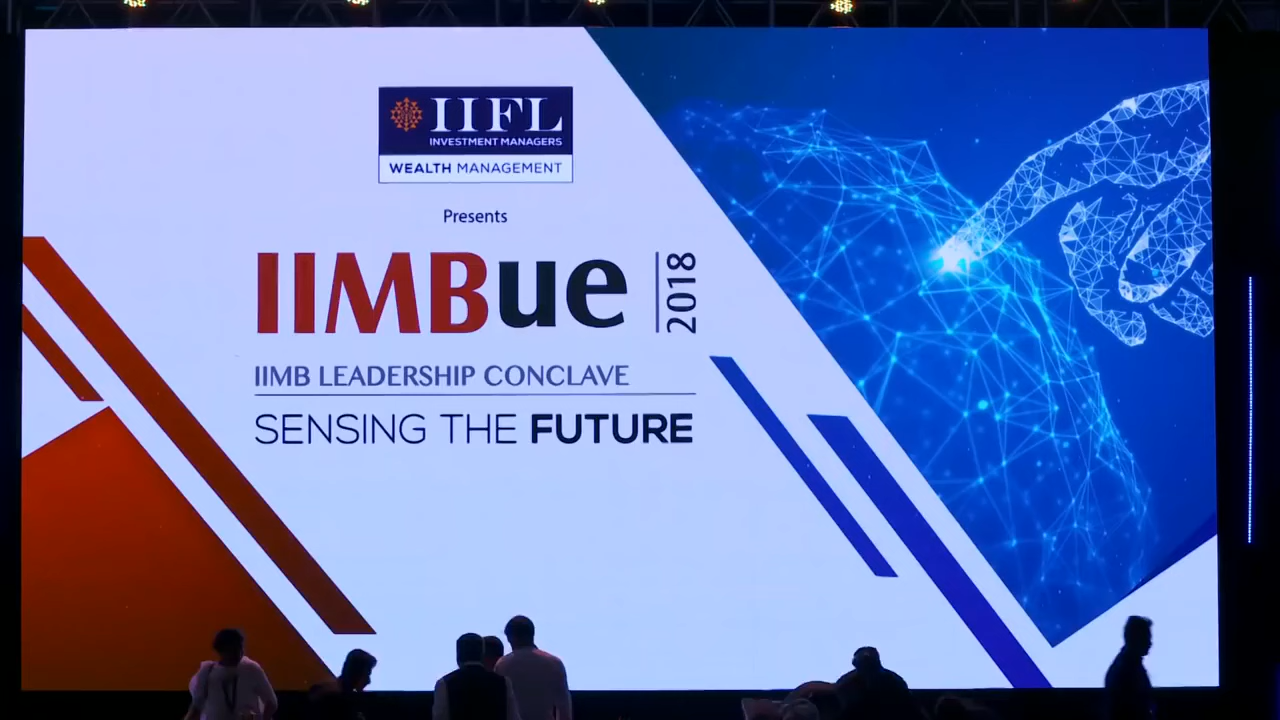 IIFL
INVESTMENT MANAGERS
WEALTH MANAGEMENT
Presents
IIMBue 2018
IIMB LEADERSHIP CONCLAVE
SENSING THE FUTURE